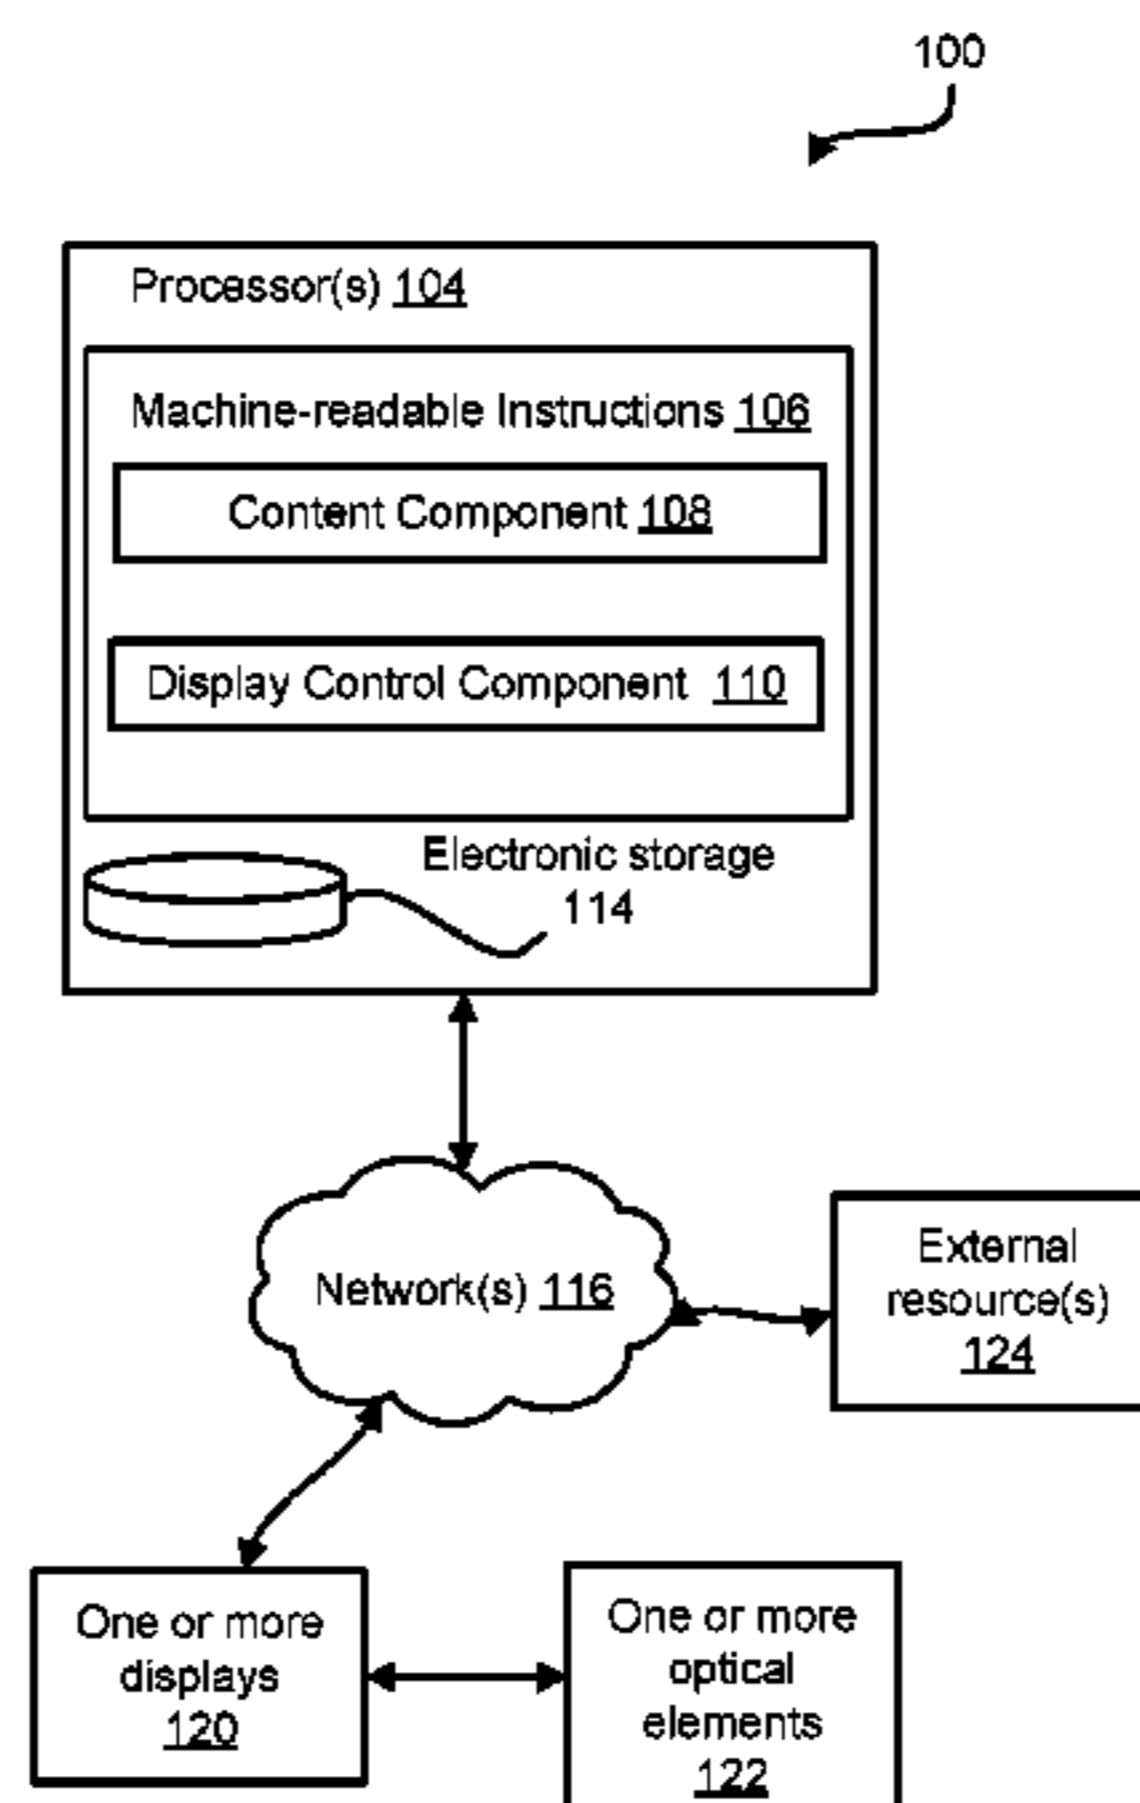 100
Processor(s) 104
Machine-readable Instructions 106
Content Component 108
Display Control Component 110
Electronic storage
114
Network(s) 116
External
resource(s)
124
One or more
displays
120
One or more
optical
elements
122